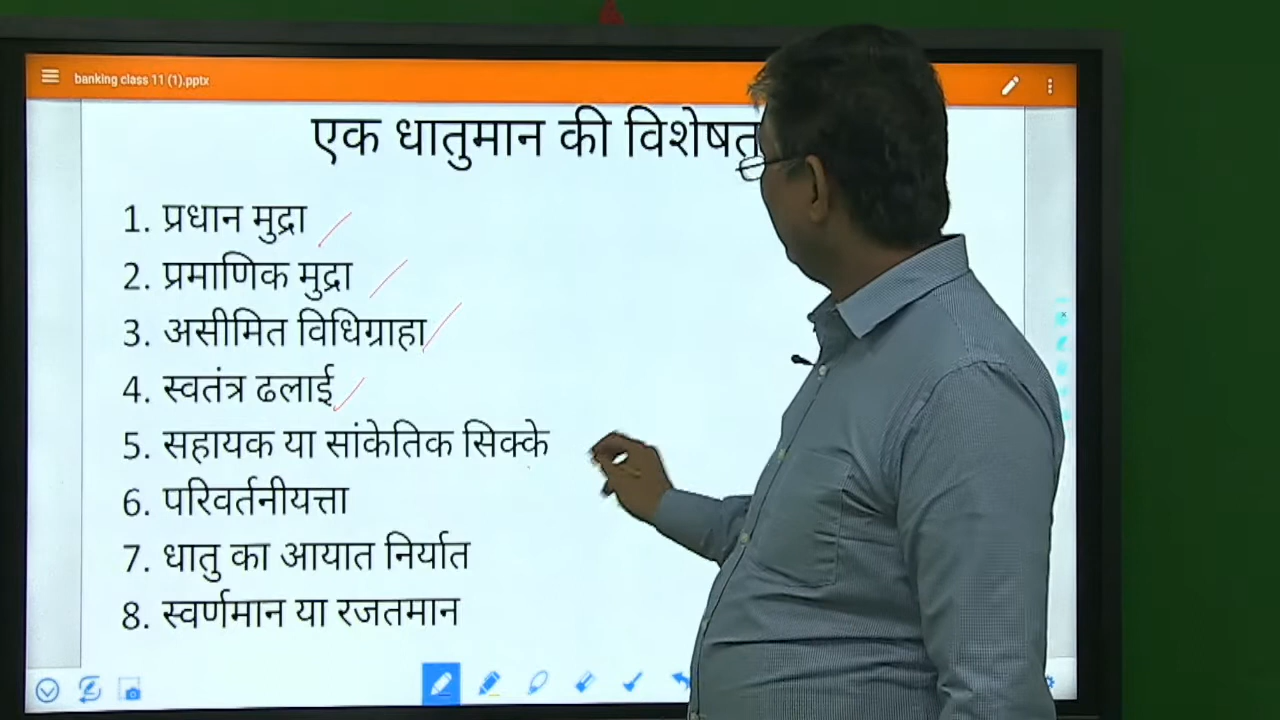 banking class 11 (1).pptx
एक धातुमान की
1. प्रधान मुद्रा
2. प्रमाणिक मुद्रा
3. असीमित विधिग्राहा
4. स्वतंत्र ढलाई
5. सहायक या सांकेतिक सिक्के
6. परिवर्तनीयत्ता
7. धातु का आयात निर्यात
8. स्वर्णमान या रजतमान